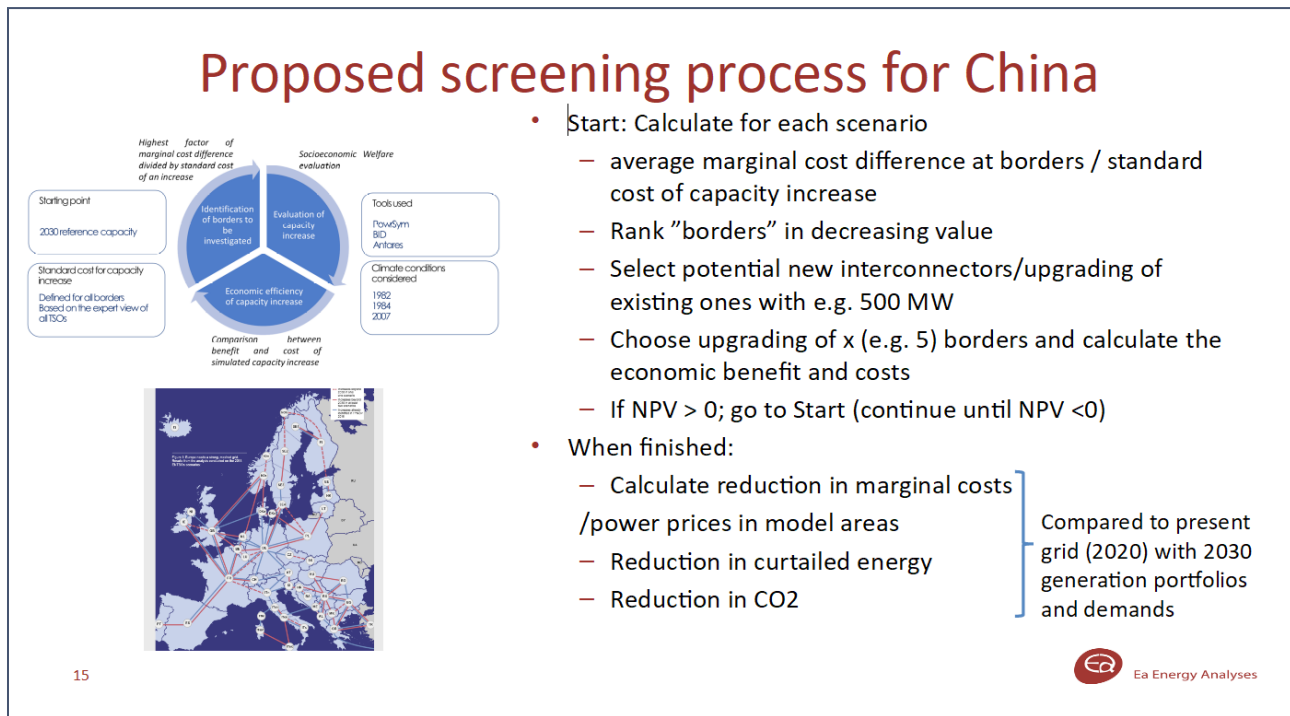 Proposed screening process for China
Highest factor of
marginal cost difference
divided by standard cost
of an increase
Socioeconomic Welfare
evaluation
Starting point
2030 reference capacity
Standard cost for capacity
increase
Defined for all borders
Based on the expert view of
all TSOs
Identification
of borders to
be
investigated
Evaluation of
capacity
increase
Economic efficiency
of capacity increase
Tools used
PowrSym
BID
Antares
Climate conditions
considered
1982
1984
2007
Comparison between
benefit and cost of
simulated capacity increase
• Start: Calculate for each scenario
– average marginal cost difference at borders / standard
cost of capacity increase
– Rank ”borders” in decreasing value
– Select potential new interconnectors/upgrading of
existing ones with e.g. 500 MW
– Choose upgrading of x (e.g. 5) borders and calculate the
economic benefit and costs
– If NPV > 0; go to Start (continue until NPV <0)
• When finished:
– Calculate reduction in marginal costs
/power prices in model areas
– Reduction in curtailed energy
– Reduction in CO2
Compared to present
grid (2020) with 2030
generation portfolios
and demands
15
Ea
Ea Energy Analyses